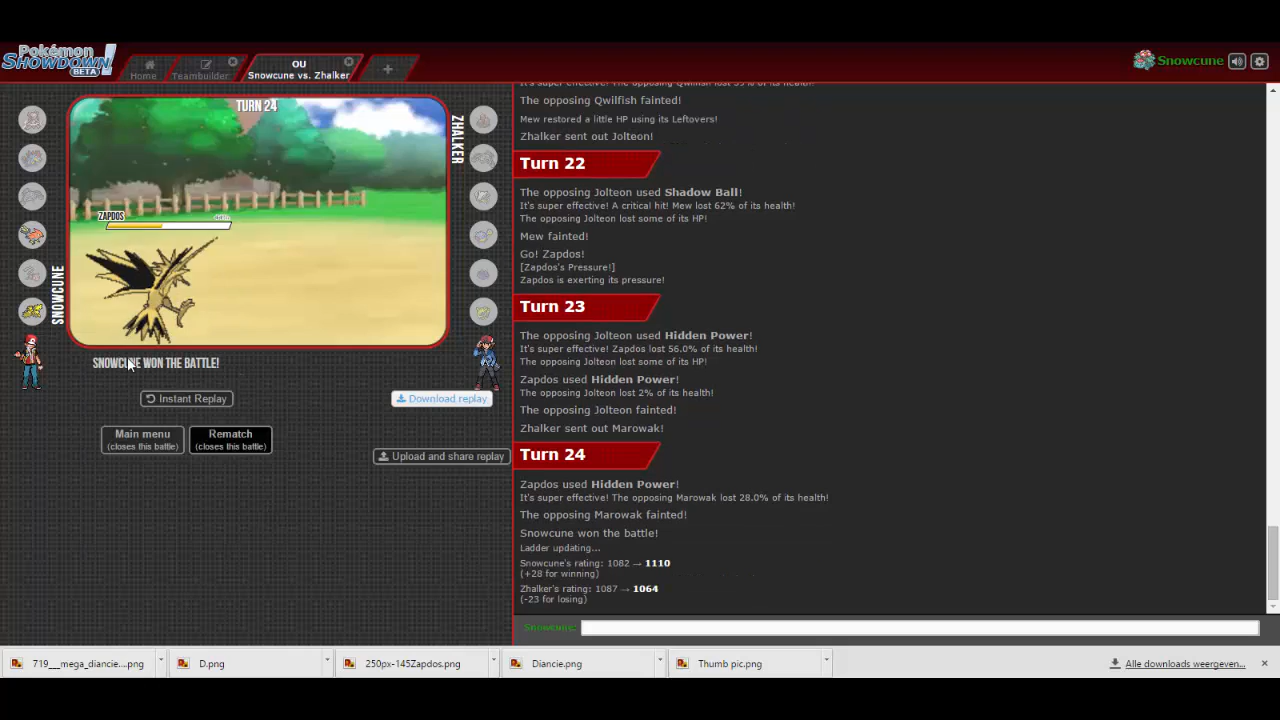 Pokémon
SHOWDOWN!
BETA
Home
Teambuilder
OU
Snowcune vs. Zhalker
+
Snowcune
TURN 24
ZAPDOS
SNOWCUNE
ZHALKER
SNOWCUNE WON THE BATTLE!
Instant Replay
Download replay
Main menu
(closes this battle)
Rematch
(closes this battle)
Upload and share replay
The opposing Qwilfish fainted!
Mew restored a little HP using its Leftovers!
Zhalker sent out Jolteon!
Turn 22
The opposing Jolteon used Shadow Ball!
It's super effective! A critical hit! Mew lost 62% of its health!
The opposing Jolteon lost some of its HP!
Mew fainted!
Go! Zapdos!
[Zapdos's Pressure!]
Zapdos is exerting its pressure!
Turn 23
The opposing Jolteon used Hidden Power!
It's super effective! Zapdos lost 56.0% of its health!
The opposing Jolteon lost some of its HP!
Zapdos used Hidden Power!
The opposing Jolteon lost 2% of its health!
The opposing Jolteon fainted!
Zhalker sent out Marowak!
Turn 24
Zapdos used Hidden Power!
It's super effective! The opposing Marowak lost 28.0% of its health!
The opposing Marowak fainted!
Snowcune won the battle!
Ladder updating...
Snowcune's rating: 1082 → 1110
(+28 for winning)
Zhalker's rating: 1087 → 1064
(-23 for losing)
Snowcune:
719__mega_diancie....png
D.png
250px-145Zapdos.png
Diancie.png
Thumb pic.png
Alle downloads weergeven...